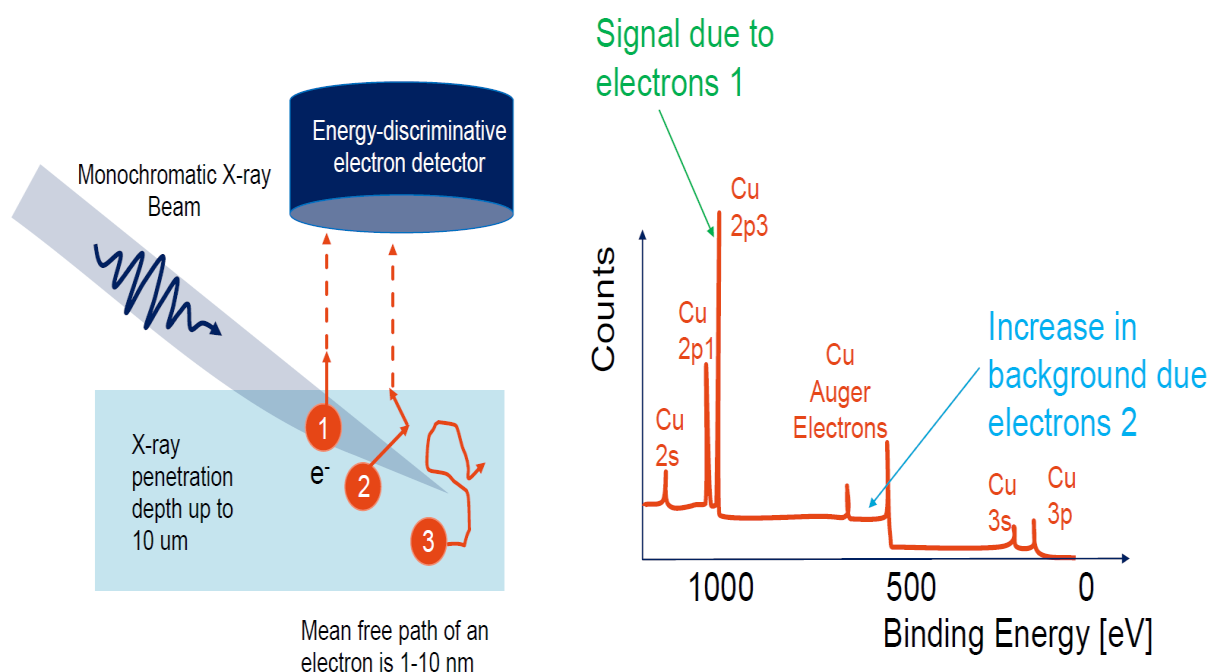 Signal due to
electrons 1
Energy-discriminative
electron detector
Monochromatic X-ray
Beam
Cu
2p3
Counts
Cu
2p1
Increase in
background due
electrons 2
Cu
Auger
Electrons
1
X-ray
penetration
depth up to
10 um
e-
2
3
Cu
2s
Cu
3s
Cu
3p
1000
500
0
Binding Energy [eV]
Mean free path of an
electron is 1-10 nm